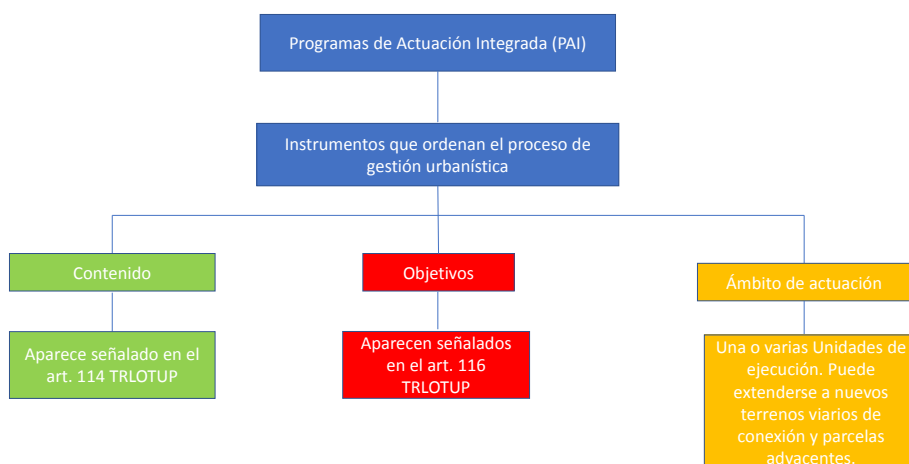 Programas de Actuación Integrada (PAI)
Instrumentos que ordenan el proceso de
gestión urbanística
Contenido
Objetivos
Ámbito de actuación
Aparece señalado en el
art. 114 TRLOTUP
Aparecen señalados
en el art. 116
TRLOTUP
Una o varias Unidades de
ejecución. Puede
extenderse a nuevos
terrenos viarios de
conexión y parcelas
adyacentes.